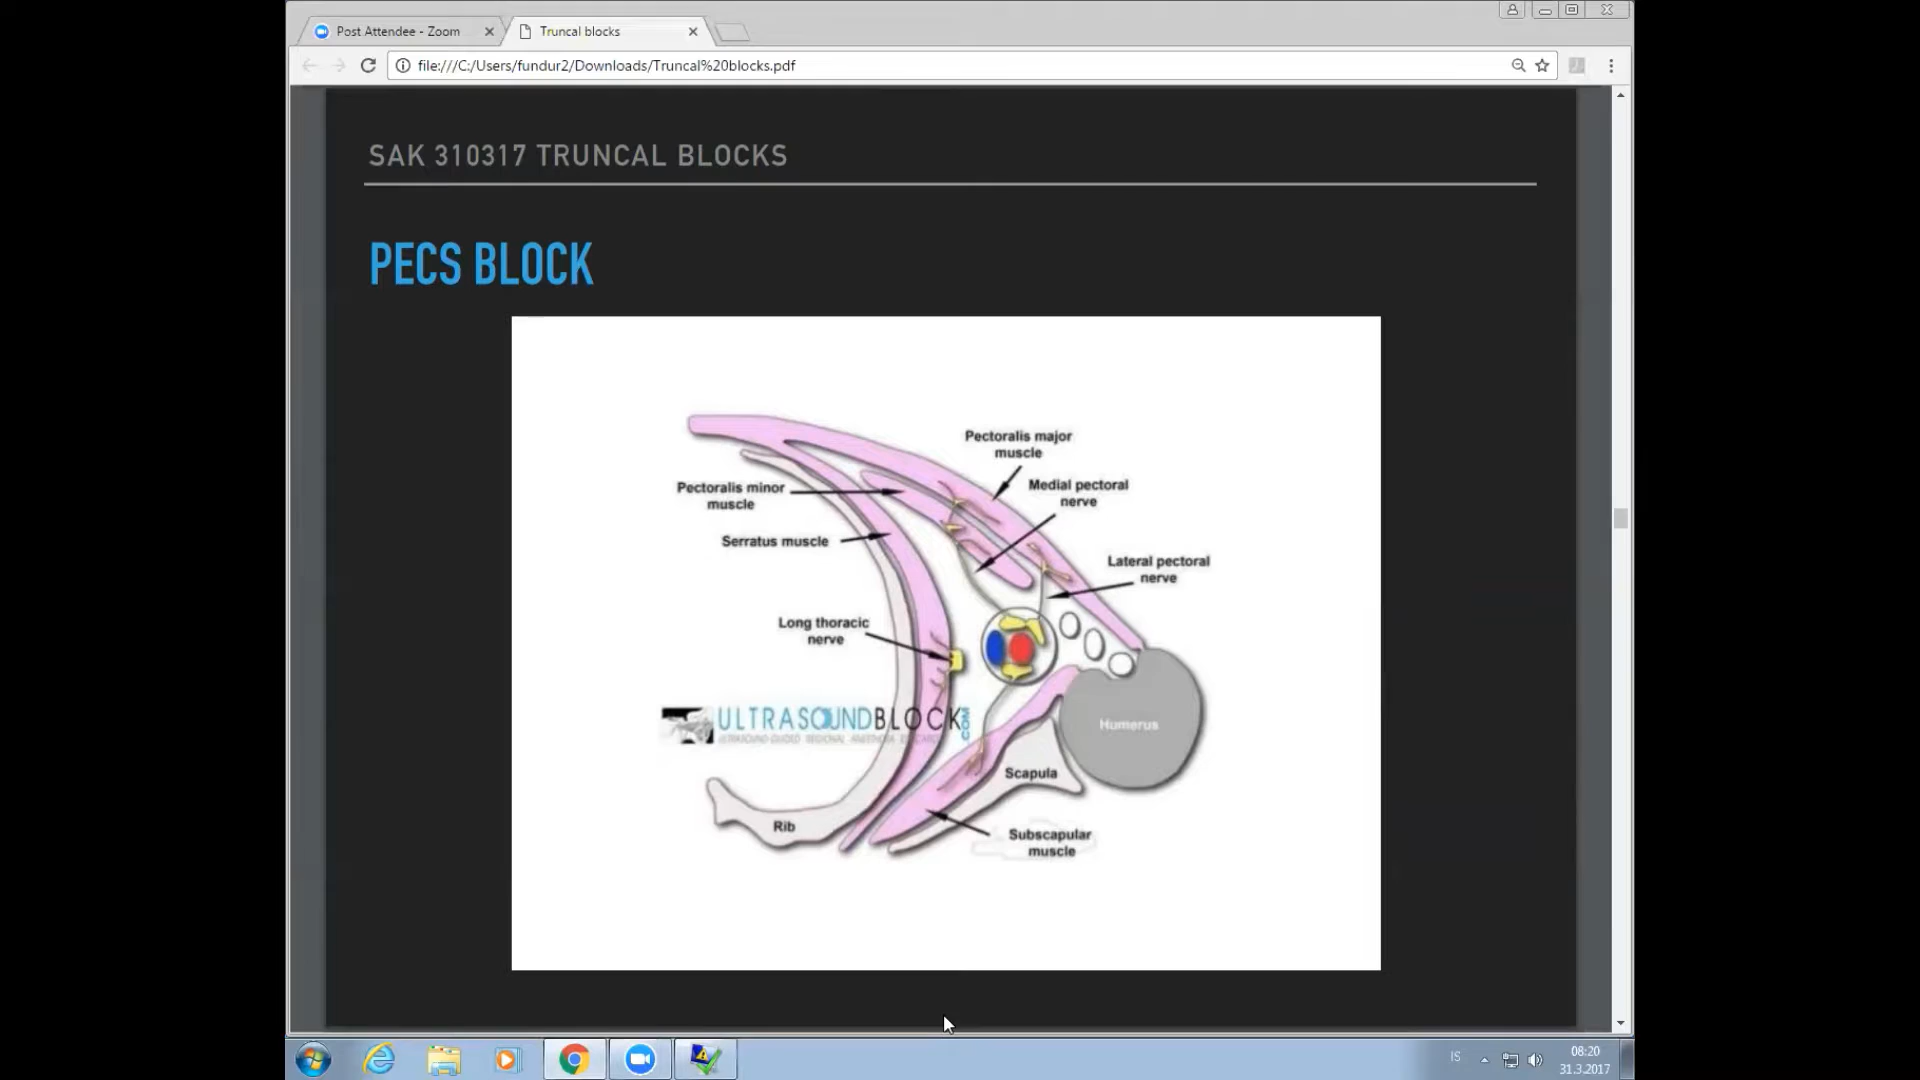 Post Attendee - Zoom
Truncal blocks
file:///C:/Users/fundur2/Downloads/Truncal%20blocks.pdf
SAK 310317 TRUNCAL BLOCKS
PECS BLOCK
Pectoralis major
muscle
Pectoralis minor
muscle
Medial pectoral
nerve
Serratus muscle
Lateral pectoral
nerve
Long thoracic
nerve
ULTRASOUNDBLOCK.COM
Humerus
Scapula
Rib
Subscapular
muscle
IS
08:20
31.3.2017